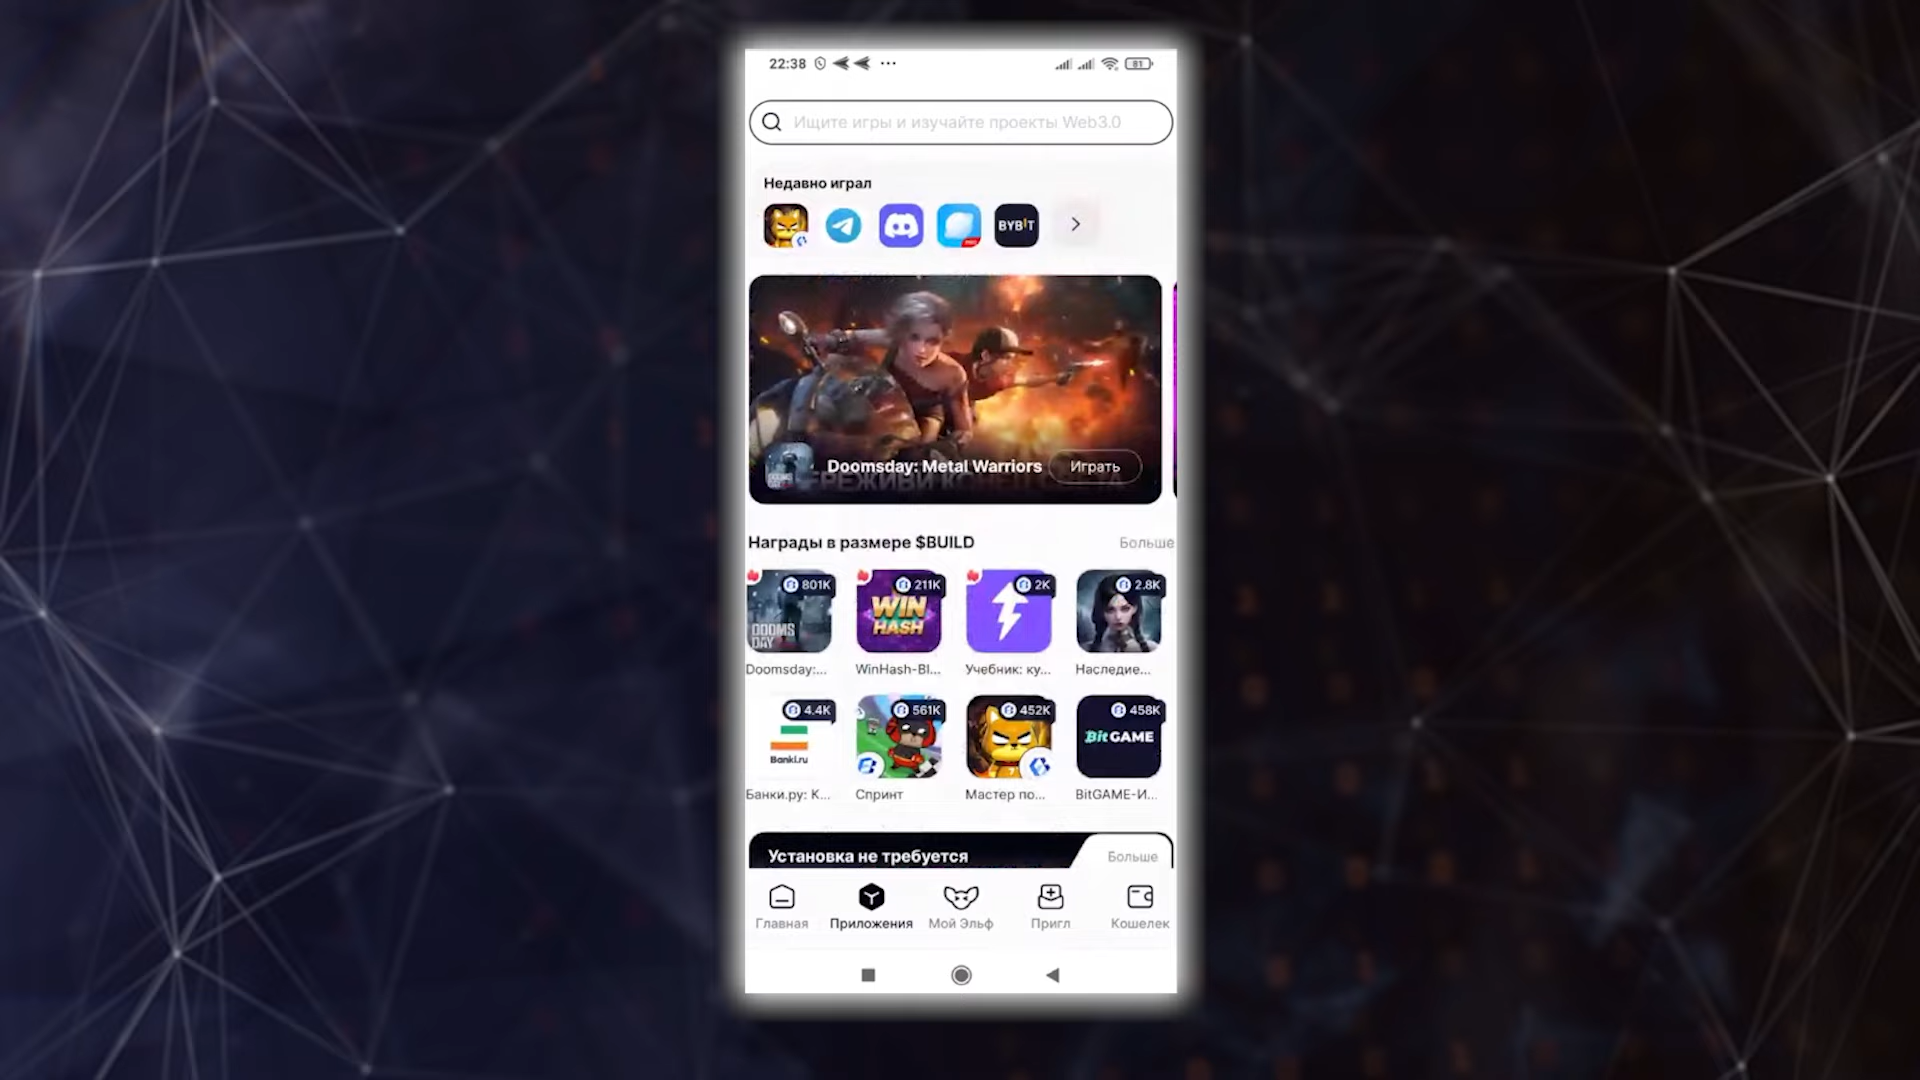 22:38
81
Ищите игры и изучайте проекты Web3.0
Недавно играл
BYBIT
Doomsday: Metal Warriors
Играть
Награды в размере $BUILD
Больше
801K
211K
2K
2.8K
DOOMS DAY
WIN HASH
Doomsday:...
WinHash-Bl...
Учебник: ку...
Наследие...
4.4K
561K
452K
458K
Banki.ru
BitGAME
Банки.ру: К...
Спринт
Мастер по...
BitGAME-И...
Установка не требуется
Больше
Главная
Приложения
Мой Эльф
Пригл
Кошелек